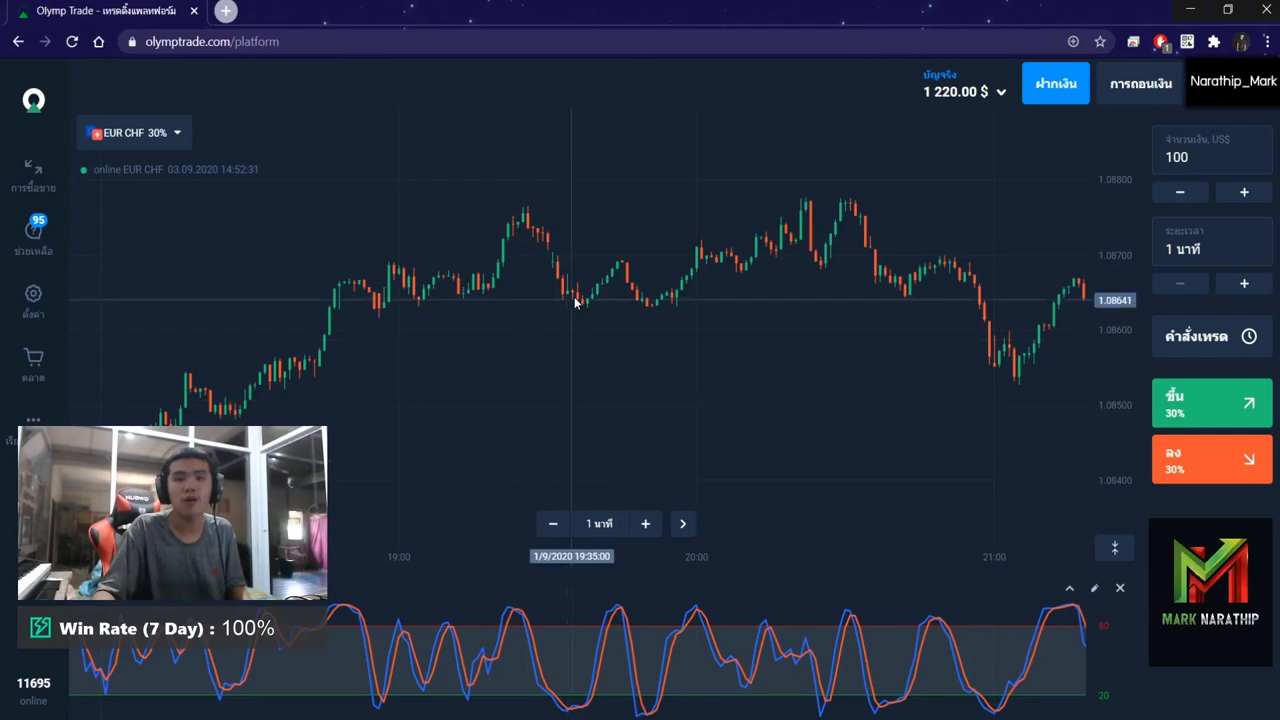 Olymp Trade - เทรดดิ้งแพลทฟอร์ม
olymptrade.com/platform
1
บัญจริง
1 220.00 $
ฝากเงิน
การถอนเงิน
Narathip_Mark
EUR CHF 30%
online EUR CHF 03.09.2020 14:52:31
การซื้อขาย
95
ช่วยเหลือ
ตั้งค่า
ตลาด
จำนวนเงิน, US$
100
ระยะเวลา
1 นาที
คำสั่งเทรด
ขึ้น
30%
ลง
30%
1.08800
1.08700
1.08641
1.08600
1.08500
1.08400
1 นาที
19:00
1/9/2020 19:35:00
20:00
21:00
80
20
MARK NARATHIP
Win Rate (7 Day) : 100%
11695
online